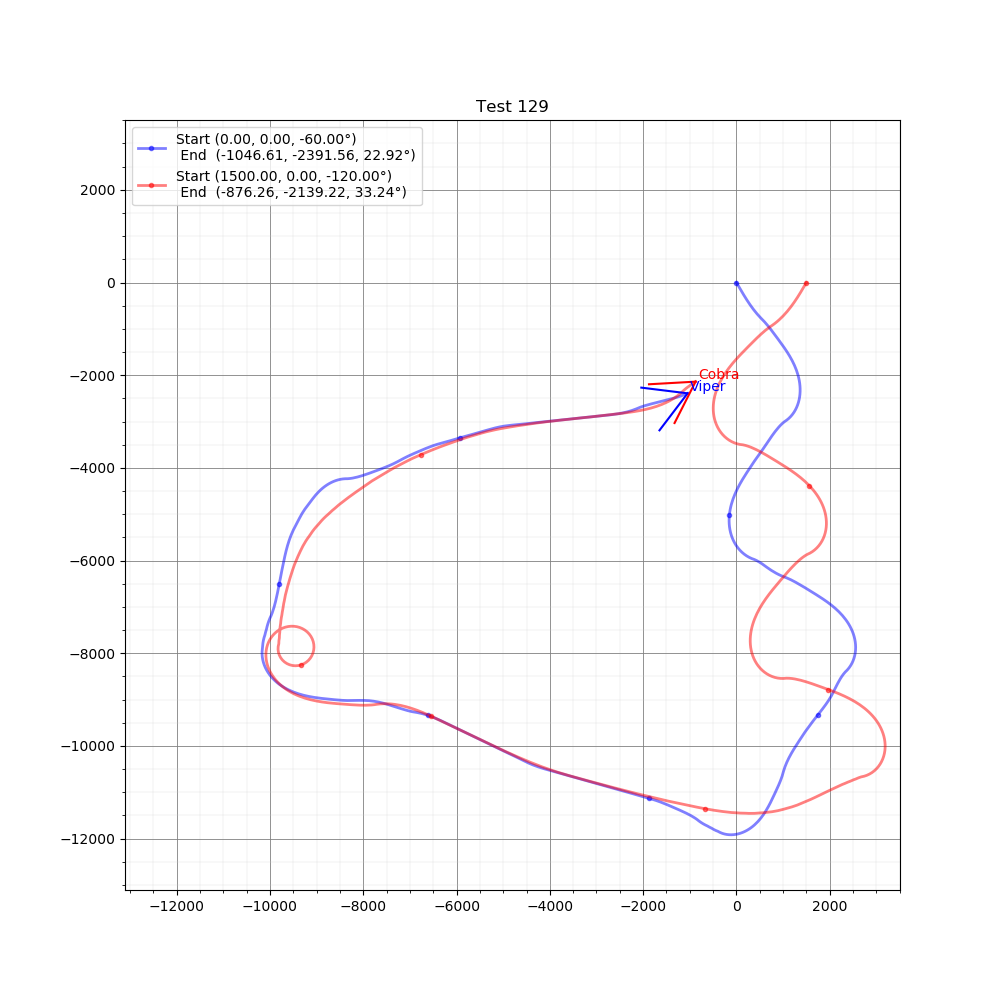 Test 129
Start (0.00, 0.00, -60.00°)
End (-1046.61, -2391.56, 22.92°)
Start (1500.00, 0.00, -120.00°)
End (-876.26, -2139.22, 33.24°)
2000
0
−2000
−4000
−6000
−8000
−10000
−12000
Cobra
Viper
−12000 −10000 −8000 −6000 −4000 −2000 0 2000